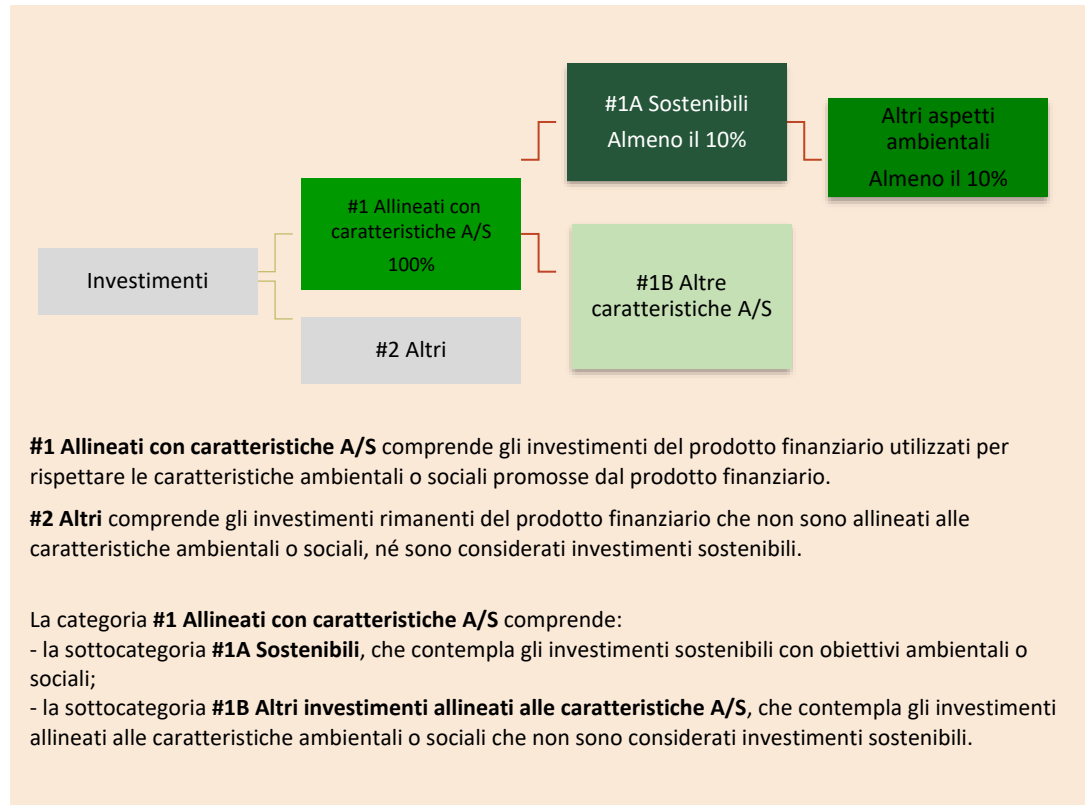 #1A Sostenibili
Almeno il 10%
Altri aspetti
ambientali
Almeno il 10%
#1 Allineati con
caratteristiche A/S
100%
Investimenti
#1B Altre
caratteristiche A/S
#2 Altri
#1 Allineati con caratteristiche A/S comprende gli investimenti del prodotto finanziario utilizzati per
rispettare le caratteristiche ambientali o sociali promosse dal prodotto finanziario.
#2 Altri comprende gli investimenti rimanenti del prodotto finanziario che non sono allineati alle
caratteristiche ambientali o sociali, né sono considerati investimenti sostenibili.
La categoria #1 Allineati con caratteristiche A/S comprende:
- la sottocategoria #1A Sostenibili, che contempla gli investimenti sostenibili con obiettivi ambientali o
sociali;
- la sottocategoria #1B Altri investimenti allineati alle caratteristiche A/S, che contempla gli investimenti
allineati alle caratteristiche ambientali o sociali che non sono considerati investimenti sostenibili.